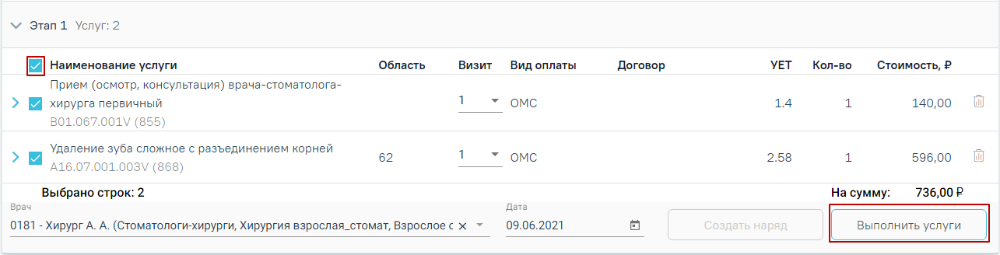 Этап 1 Услуг: 2
Наименование услуги Область Визит Вид оплаты Договор УЕТ Кол-во Стоимость, ₽
Прием (осмотр, консультация) врача-стоматолога-
хирурга первичный 1 ОМС 1.4 1 140,00
B01.067.001V (855)
Удаление зуба сложное с разъединением корней
62 1 ОМС 2.58 1 596,00
A16.07.001.003V (868)
Выбрано строк: 2 На сумму: 736,00 ₽
Врач Дата
0181 - Хирург А. А. (Стоматологи-хирурги, Хирургия взрослая_стомат, Взрослое о 09.06.2021 Создать наряд Выполнить услуги